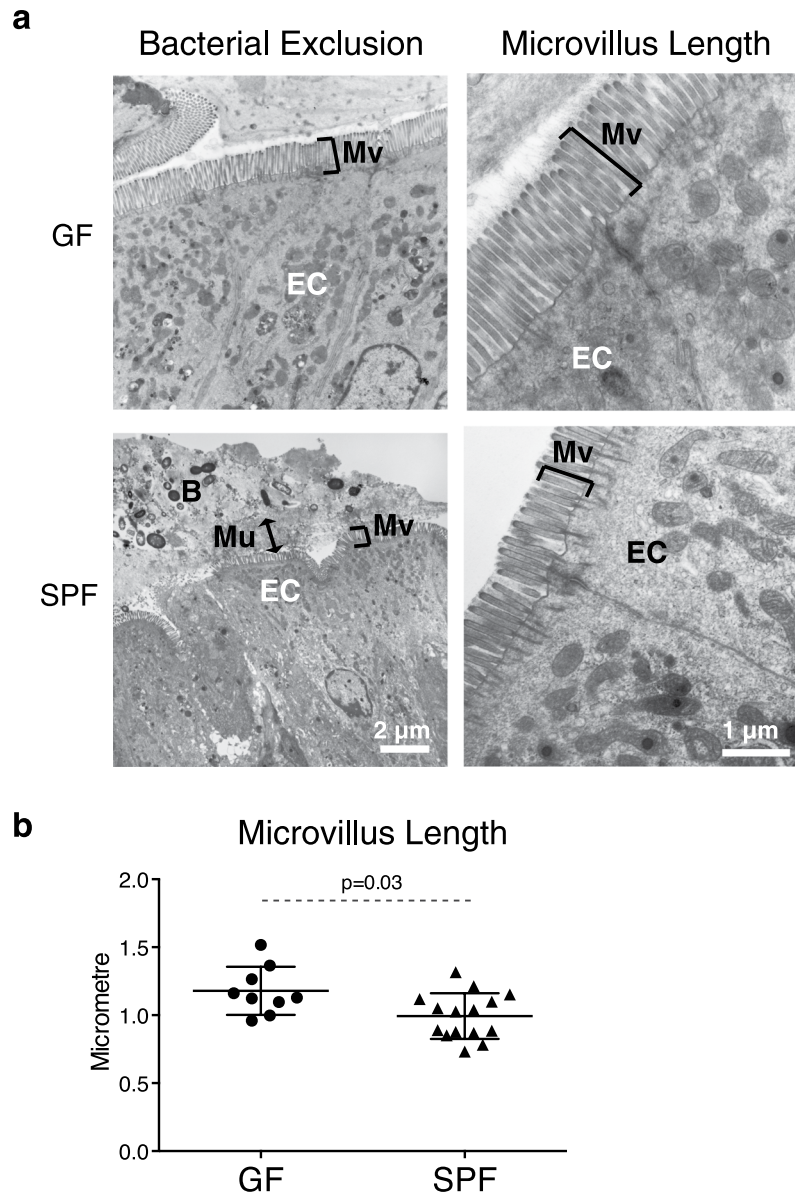 a
Bacterial Exclusion
Microvillus Length
GF
Mv
EC
Mv
EC
SPF
B
Mu
Mv
EC
2 µm
Mv
EC
1 µm
b
Microvillus Length
p=0.03
Micrometre
2.0
1.5
1.0
0.5
0.0
GF
SPF